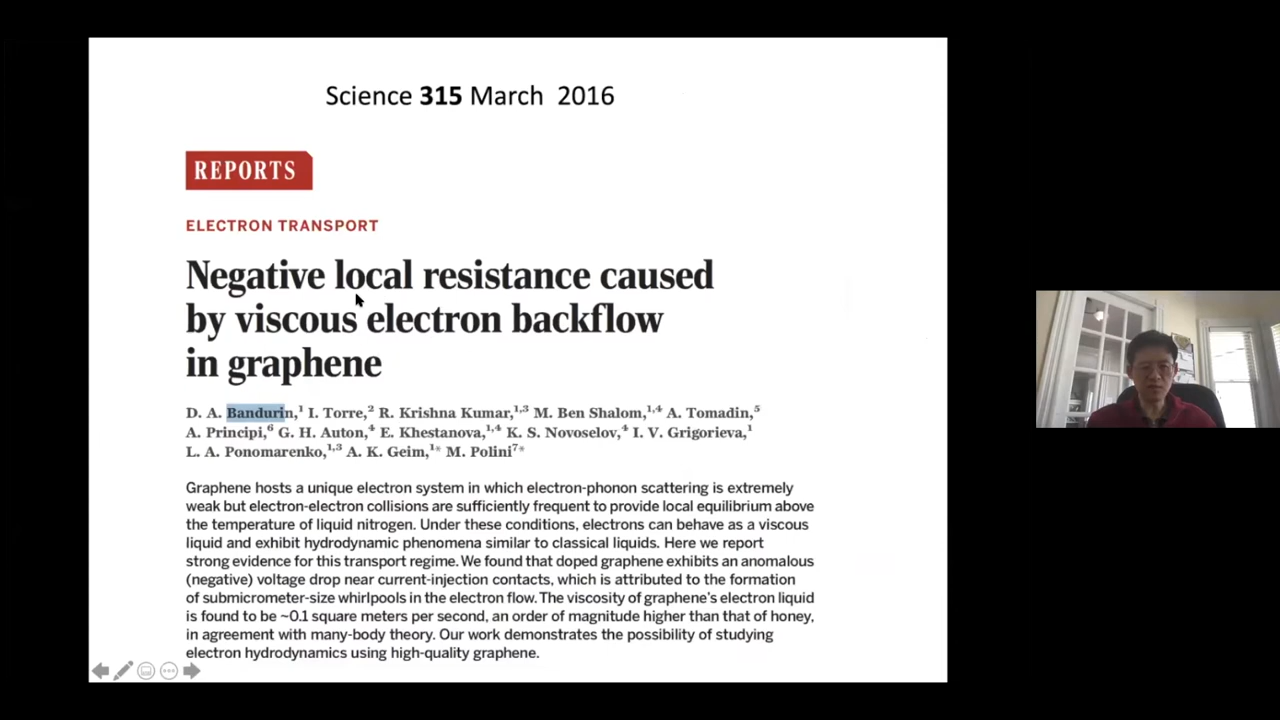 Science 315 March 2016
REPORTS
ELECTRON TRANSPORT
Negative local resistance caused
by viscous electron backflow
in graphene
D. A. Bandurin,¹ I. Torre,² R. Krishna Kumar,¹,³ M. Ben Shalom,¹,⁴ A. Tomadin,⁵
A. Principi,⁶ G. H. Auton,⁴ E. Khestanova,¹,⁴ K. S. Novoselov,⁴ I. V. Grigorieva,¹
L. A. Ponomarenko,¹,³ A. K. Geim,¹* M. Polini⁷*
Graphene hosts a unique electron system in which electron-phonon scattering is extremely
weak but electron-electron collisions are sufficiently frequent to provide local equilibrium above
the temperature of liquid nitrogen. Under these conditions, electrons can behave as a viscous
liquid and exhibit hydrodynamic phenomena similar to classical liquids. Here we report
strong evidence for this transport regime. We found that doped graphene exhibits an anomalous
(negative) voltage drop near current-injection contacts, which is attributed to the formation
of submicrometer-size whirlpools in the electron flow. The viscosity of graphene's electron liquid
is found to be ~0.1 square meters per second, an order of magnitude higher than that of honey,
in agreement with many-body theory. Our work demonstrates the possibility of studying
electron hydrodynamics using high-quality graphene.